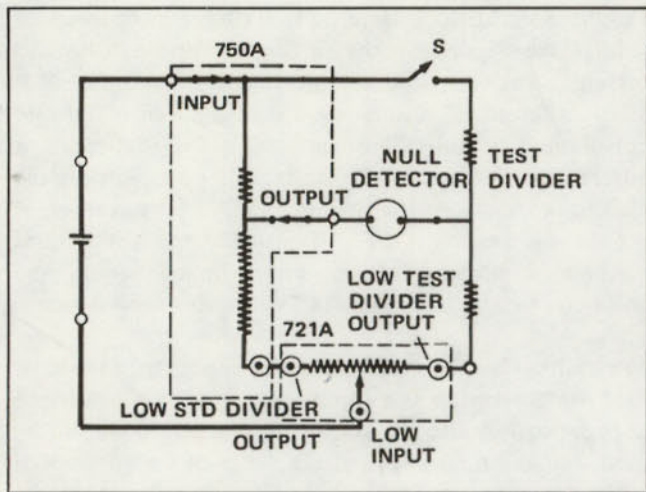 750A
S
INPUT
NULL
DETECTOR
TEST
DIVIDER
OUTPUT
LOW TEST
DIVIDER
OUTPUT
721A
LOW STD DIVIDER
OUTPUT
LOW
INPUT